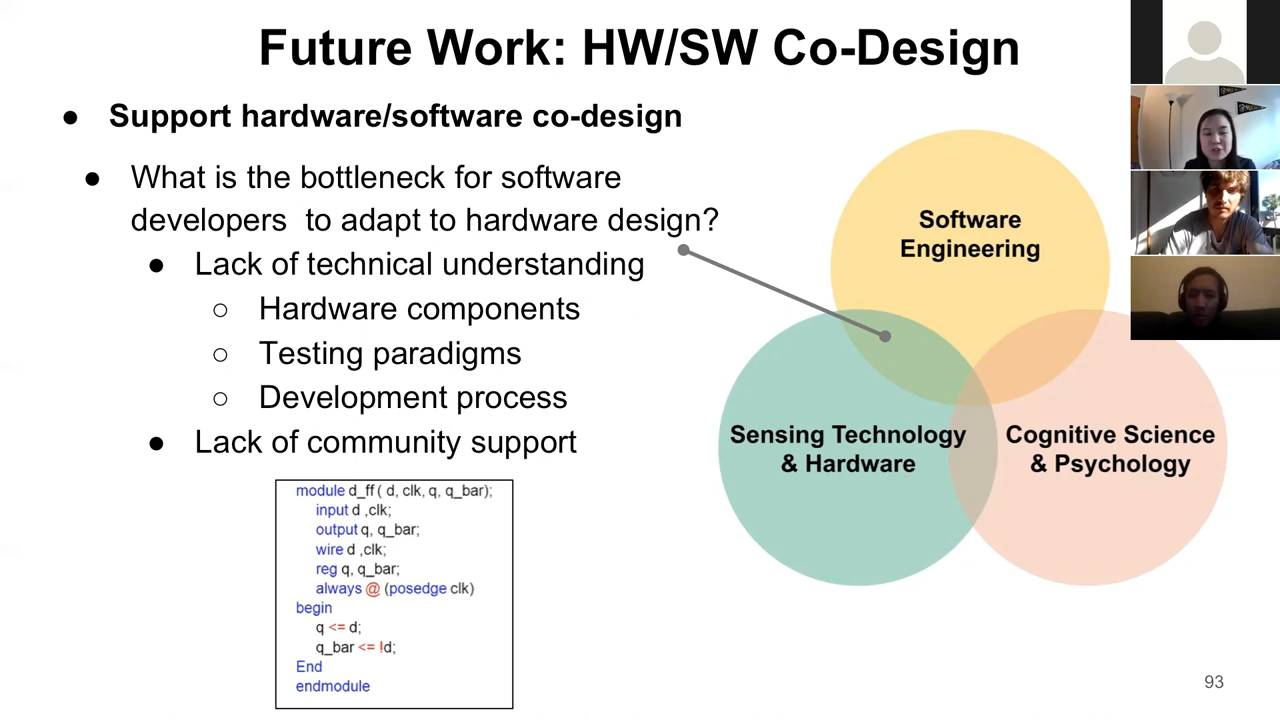 Future Work: HW/SW Co-Design
● Support hardware/software co-design
● What is the bottleneck for software
developers to adapt to hardware design?
● Lack of technical understanding
○ Hardware components
○ Testing paradigms
○ Development process
● Lack of community support
module d_ff ( d, clk, q, q_bar);
input d ,clk;
output q, q_bar;
wire d ,clk;
reg q, q_bar;
always @ (posedge clk)
begin
q <= d;
q_bar <= !d;
End
endmodule
Software
Engineering
Sensing Technology
& Hardware
Cognitive Science
& Psychology
93